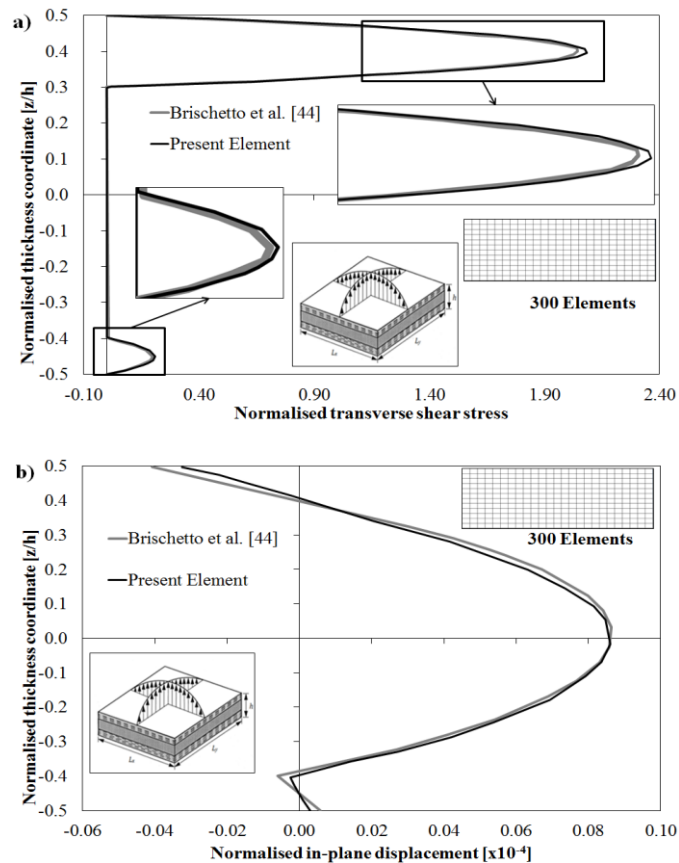 a)
0.5
0.4
0.3
0.2
0.1
0.0
-0.1
-0.2
-0.3
-0.4
-0.5
Normalised thickness coordinate [z/h]
Brischetto et al. [44]
Present Element
300 Elements
h
-0.10
0.40
0.90
1.40
1.90
2.40
Normalised transverse shear stress
b)
0.5
0.4
0.3
0.2
0.1
0.0
-0.1
-0.2
-0.3
-0.4
-0.5
Normalised thickness coordinate [z/h]
300 Elements
Brischetto et al. [44]
Present Element
h
-0.06
-0.04
-0.02
0.00
0.02
0.04
0.06
0.08
0.10
Normalised in-plane displacement [x10⁻⁴]